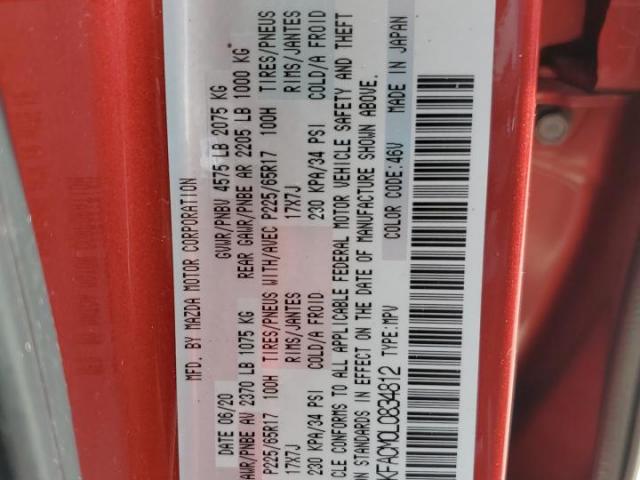 MFD. BY MAZDA MOTOR CORPORATION
DATE 06/20 GVWR/PNBV 4575 LB 2075 KG
GAWR/PNBE AV 2370 LB 1075 KG REAR GAWR/PNBE AR 2205 LB 1000 KG*
P225/65R17 100H TIRES/PNEUS WITH/AVEC P225/65R17 100H TIRES/PNEUS
17X7J RIMS/JANTES 17X7J RIMS/JANTES
230 KPA/34 PSI COLD/A FROID 230 KPA/34 PSI COLD/A FROID
CLE CONFORMS TO ALL APPLICABLE FEDERAL MOTOR VEHICLE SAFETY AND THEFT
ON STANDARDS IN EFFECT ON THE DATE OF MANUFACTURE SHOWN ABOVE.
KFACM0L0834812 TYPE:MPV COLOR CODE:46V MADE IN JAPAN